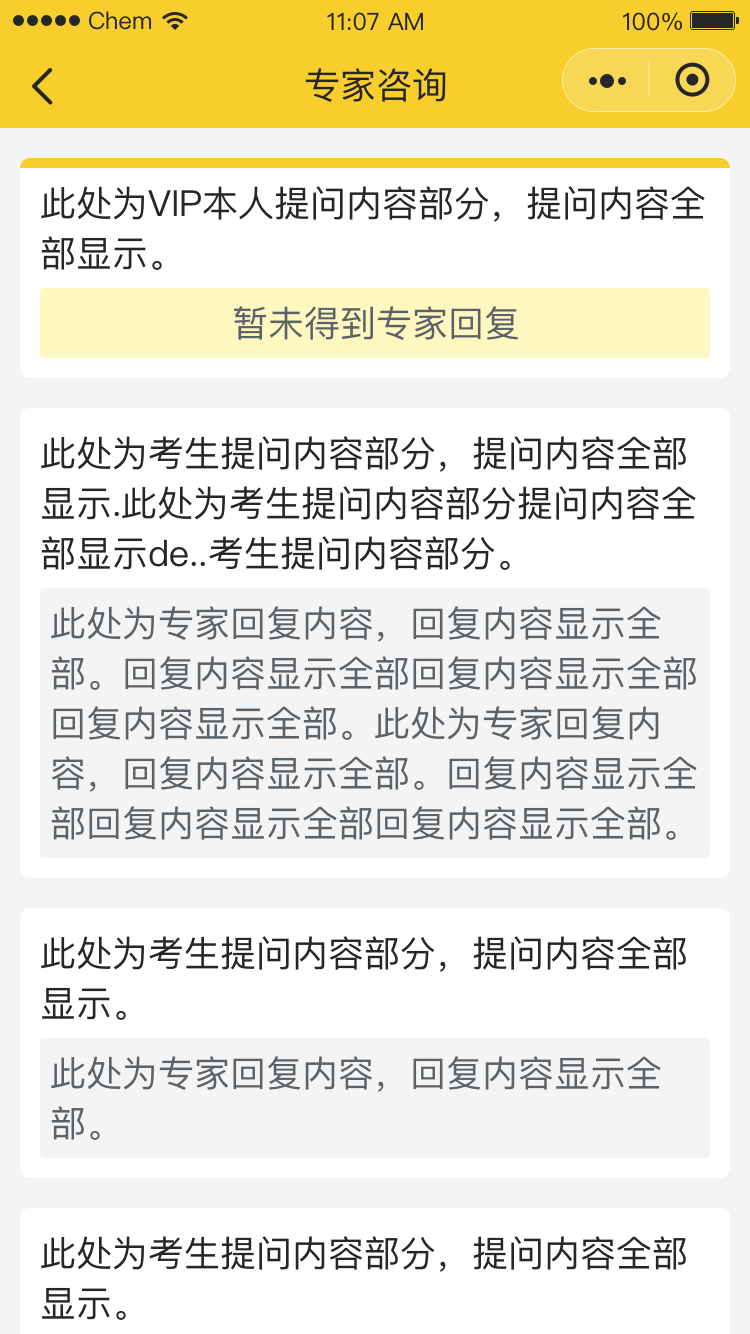 Chem 11:07 AM 100%
专家咨询
此处为VIP本人提问内容部分，提问内容全
部显示。
暂未得到专家回复
此处为考生提问内容部分，提问内容全部
显示.此处为考生提问内容部分提问内容全
部显示de..考生提问内容部分。
此处为专家回复内容，回复内容显示全
部。回复内容显示全部回复内容显示全部
回复内容显示全部。此处为专家回复内
容，回复内容显示全部。回复内容显示全
部回复内容显示全部回复内容显示全部。
此处为考生提问内容部分，提问内容全部
显示。
此处为专家回复内容，回复内容显示全
部。
此处为考生提问内容部分，提问内容全部
显示。